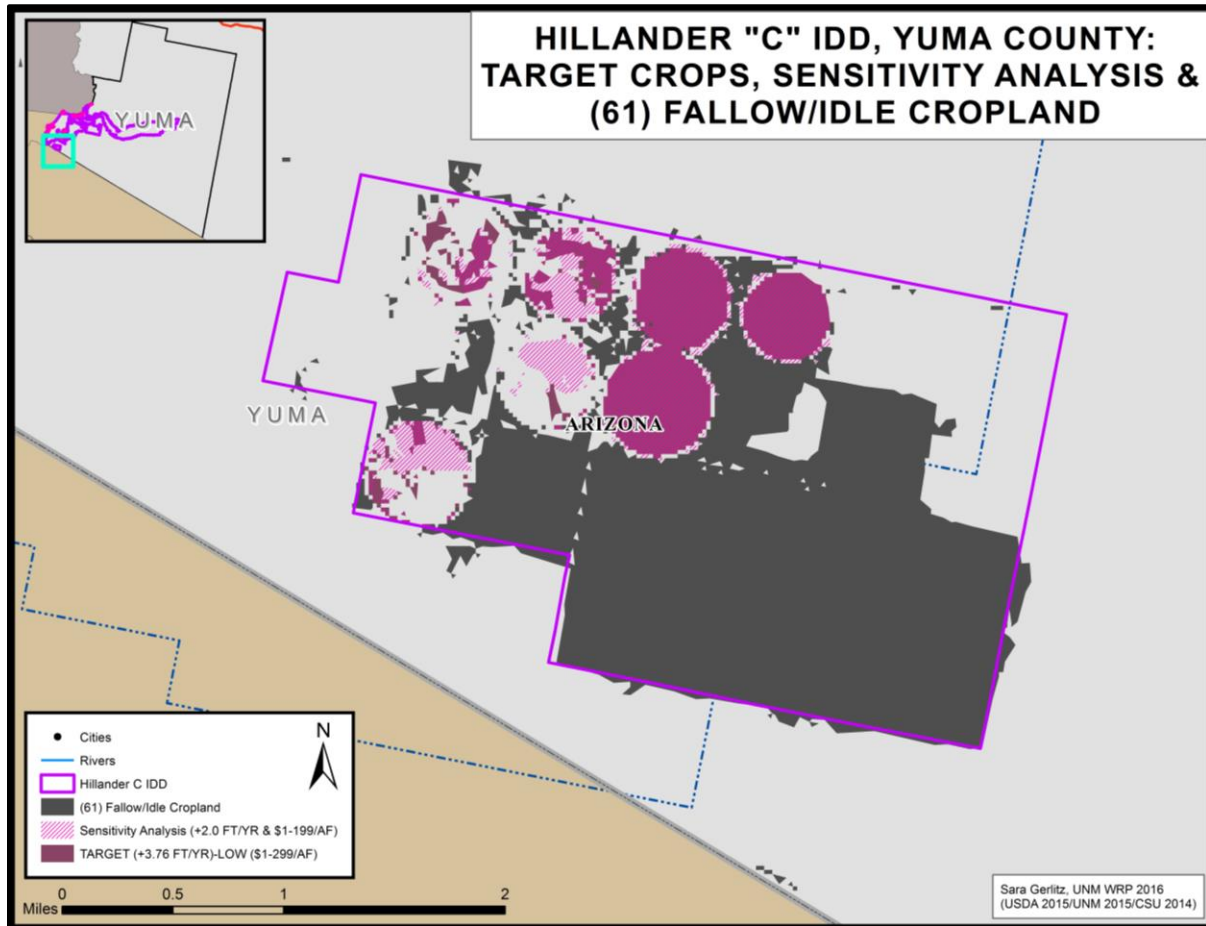 HILLANDER "C" IDD, YUMA COUNTY:
TARGET CROPS, SENSITIVITY ANALYSIS &
(61) FALLOW/IDLE CROPLAND
YUMA
YUMA
ARIZONA
N
Cities
Rivers
Hillander C IDD
(61) Fallow/Idle Cropland
Sensitivity Analysis (+2.0 FT/YR & $1-199/AF)
TARGET (+3.76 FT/YR)-LOW ($1-299/AF)
0 0.5 1 2
Miles
Sara Gerlitz, UNM WRP 2016
(USDA 2015/UNM 2015/CSU 2014)